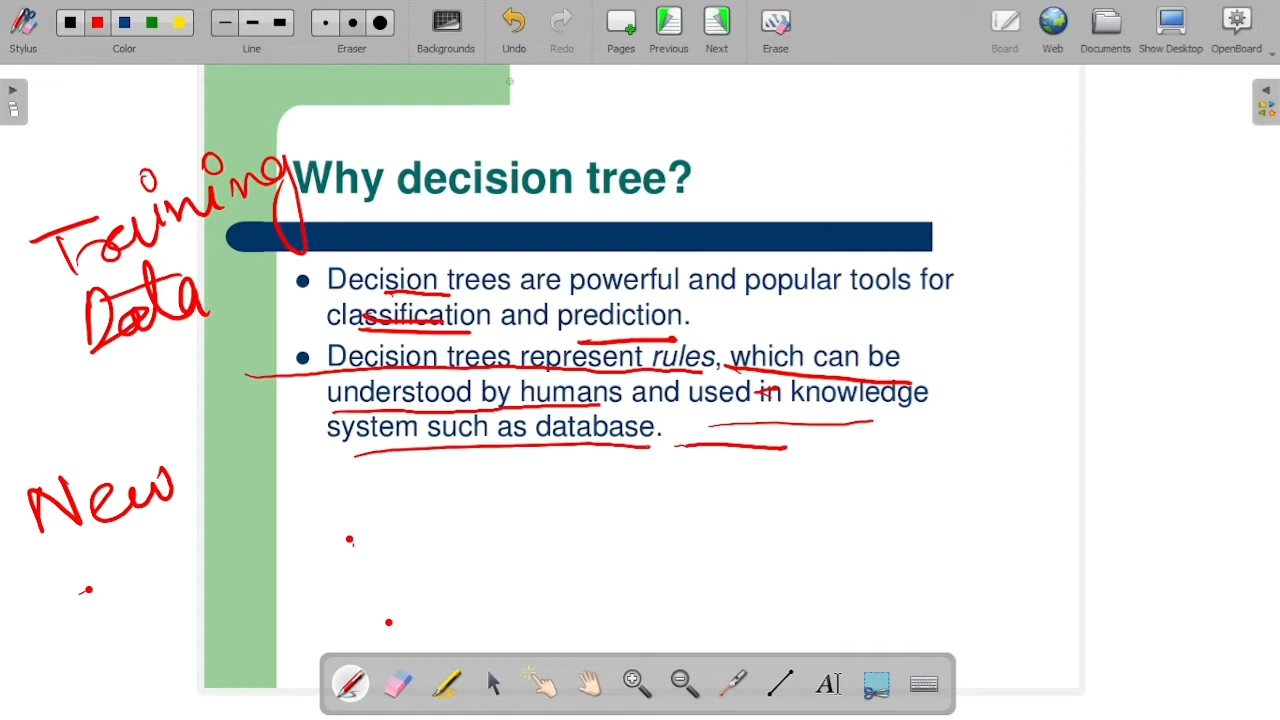 Stylus
Color
Line
Eraser
Backgrounds
Undo
Redo
Pages
Previous
Next
Erase
Board
Web
Documents
Show Desktop
OpenBoard
Training
Data
Why decision tree?
Decision trees are powerful and popular tools for
classification and prediction.
Decision trees represent rules, which can be
understood by humans and used in knowledge
system such as database.
New